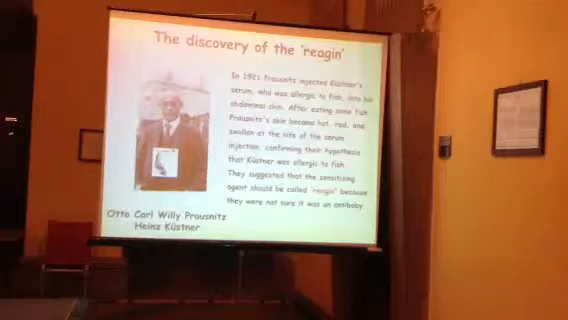 The discovery of the 'reagin'
In 1921 Prausnitz injected Küstner's
serum, who was allergic to fish, into his
abdominal skin. After eating some fish
Prausnitz's skin became hot, red, and
swollen at the site of the serum
injection, confirming their hypothesis
that Küstner was allergic to fish.
They suggested that the sensitizing
agent should be called 'reagin' because
they were not sure it was an antibody.
Otto Carl Willy Prausnitz
Heinz Küstner